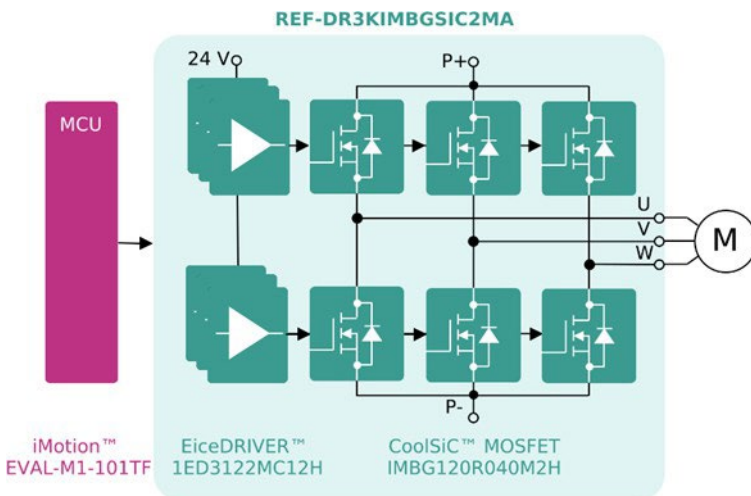 REF-DR3KIMBGSIC2MA
24 V
P+
MCU
U
V
W
M
P-
iMotion™
EVAL-M1-101TF
EiceDRIVER™
1ED3122MC12H
CoolSiC™ MOSFET
IMBG120R040M2H